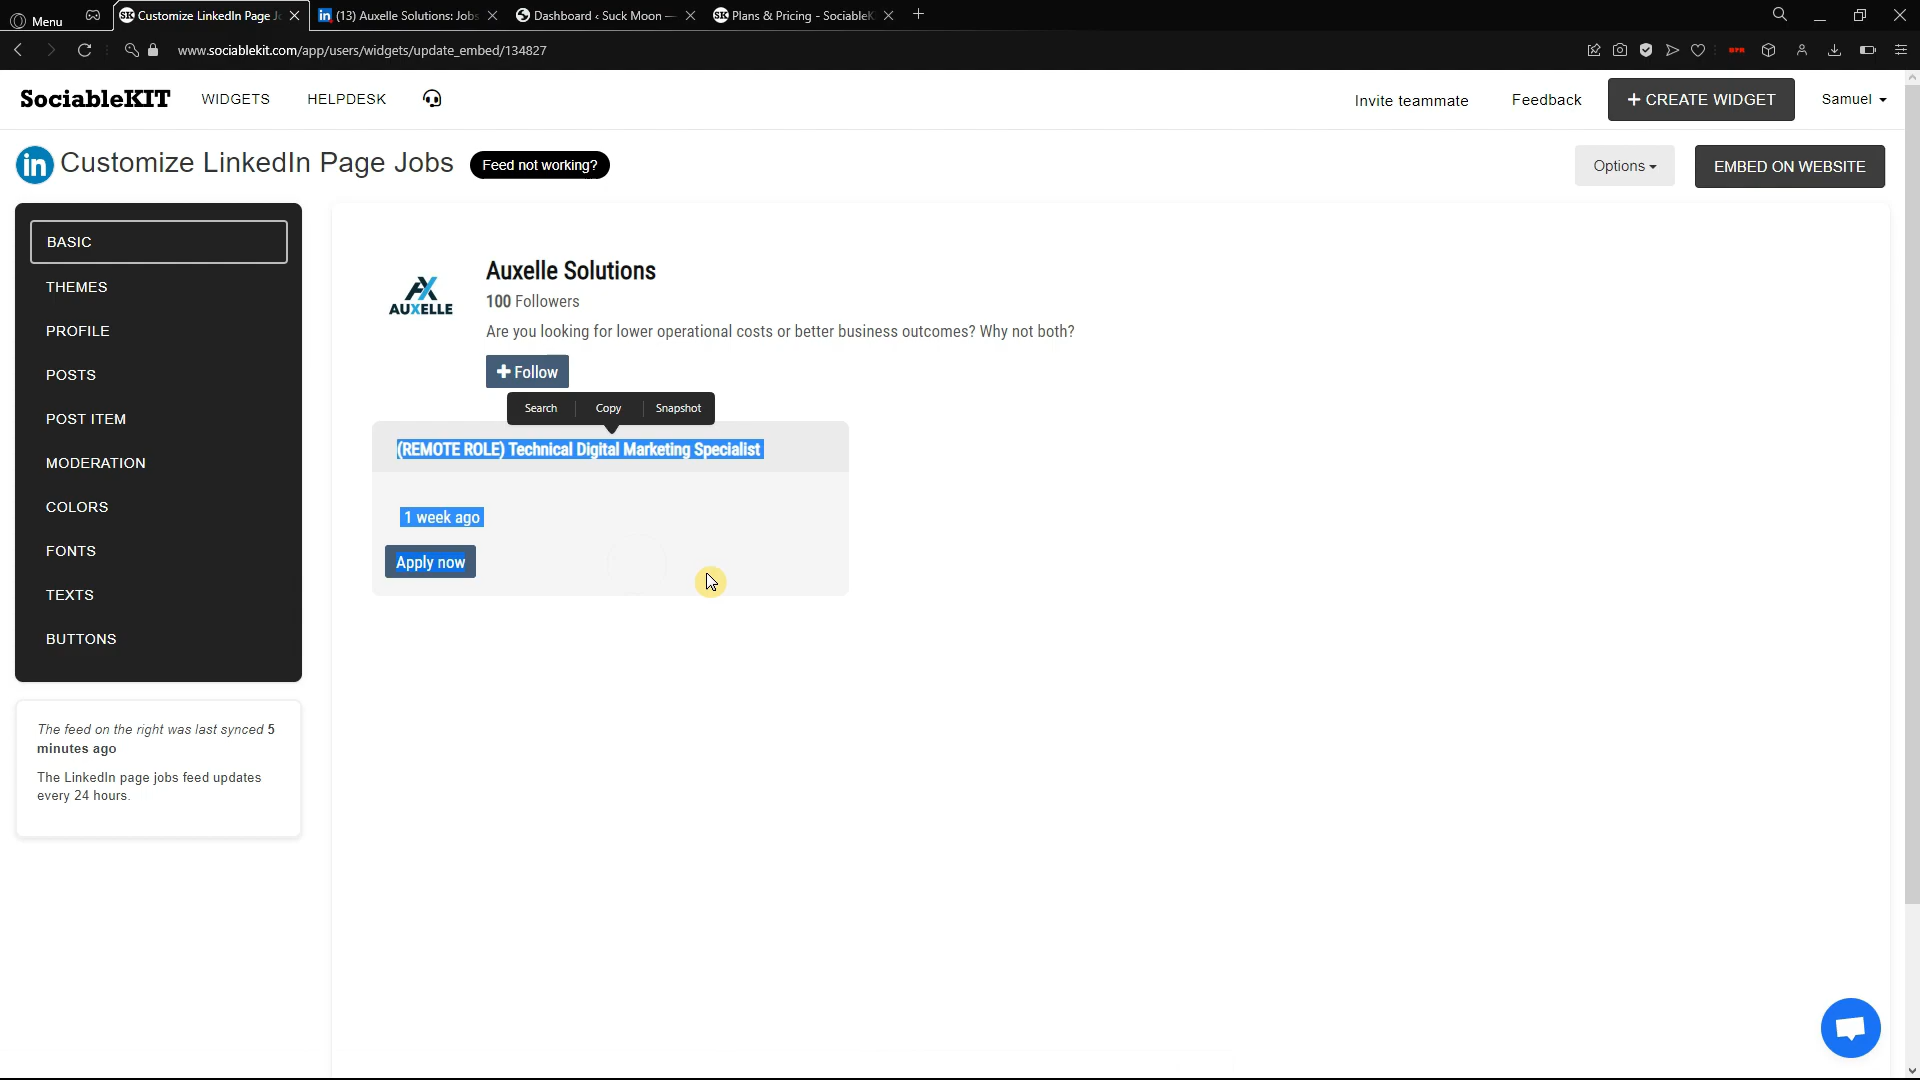 Menu
Customize LinkedIn Page J
(13) Auxelle Solutions: Jobs
Dashboard ‹ Suck Moon —
Plans & Pricing - SociableK
www.sociablekit.com/app/users/widgets/update_embed/134827
SociableKIT
WIDGETS
HELPDESK
Invite teammate
Feedback
+ CREATE WIDGET
Samuel
in Customize LinkedIn Page Jobs
Feed not working?
Options
EMBED ON WEBSITE
BASIC
THEMES
PROFILE
POSTS
POST ITEM
MODERATION
COLORS
FONTS
TEXTS
BUTTONS
The feed on the right was last synced 5
minutes ago
The LinkedIn page jobs feed updates
every 24 hours.
AUXELLE
Auxelle Solutions
100 Followers
Are you looking for lower operational costs or better business outcomes? Why not both?
+ Follow
Search
Copy
Snapshot
(REMOTE ROLE) Technical Digital Marketing Specialist
1 week ago
Apply now